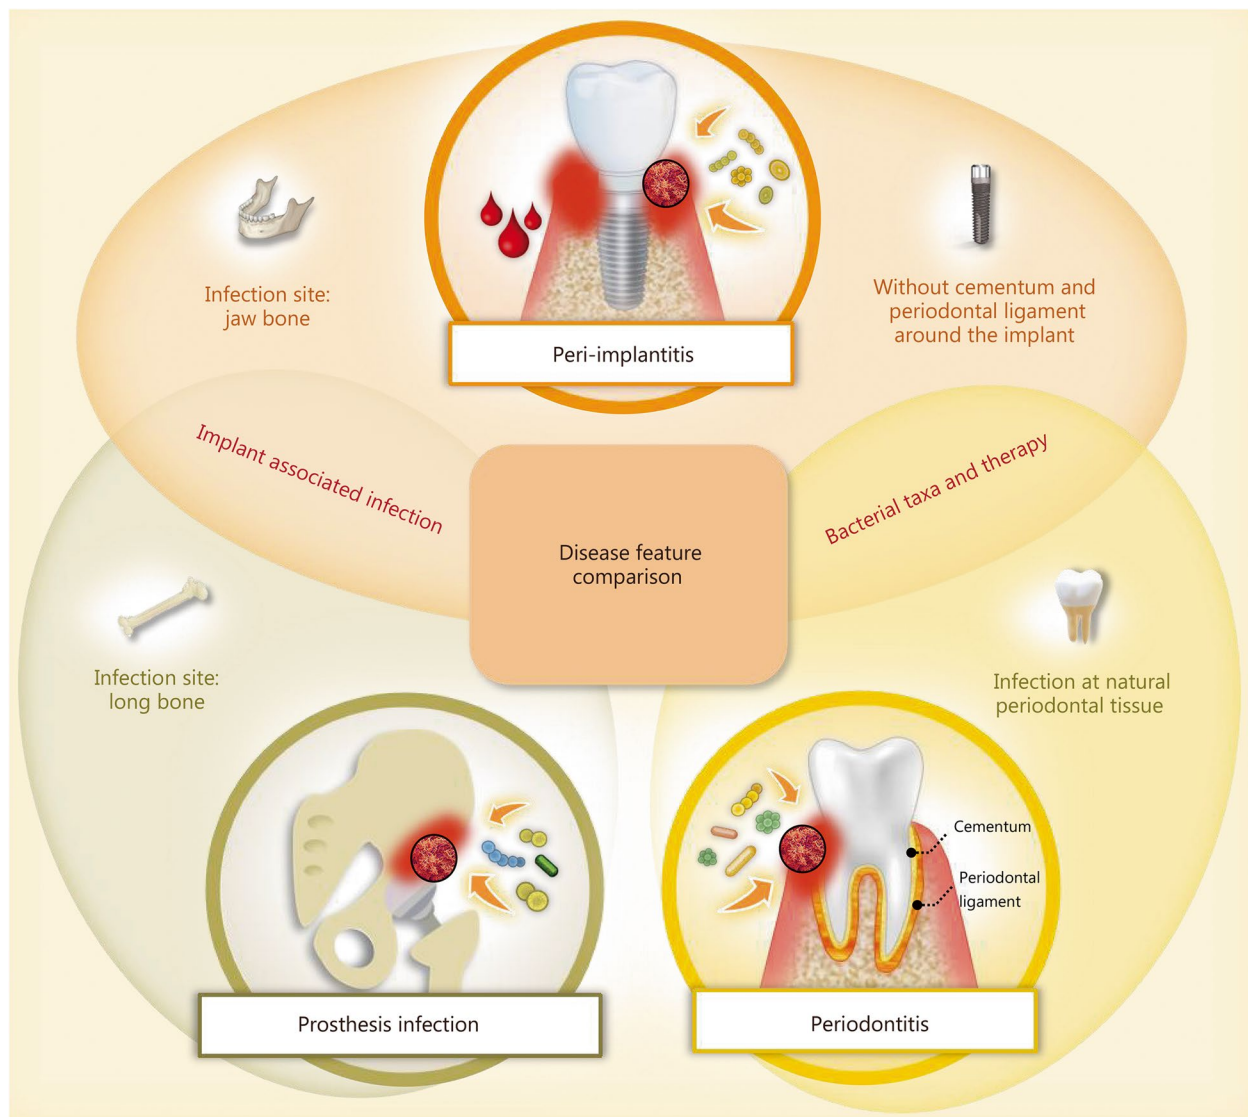 Infection site:
jaw bone
Without cementum and
periodontal ligament
around the implant
Peri-implantitis
Implant associated infection
Bacterial taxa and therapy
Disease feature
comparison
Infection site:
long bone
Infection at natural
periodontal tissue
Cementum
Periodontal
ligament
Prosthesis infection
Periodontitis